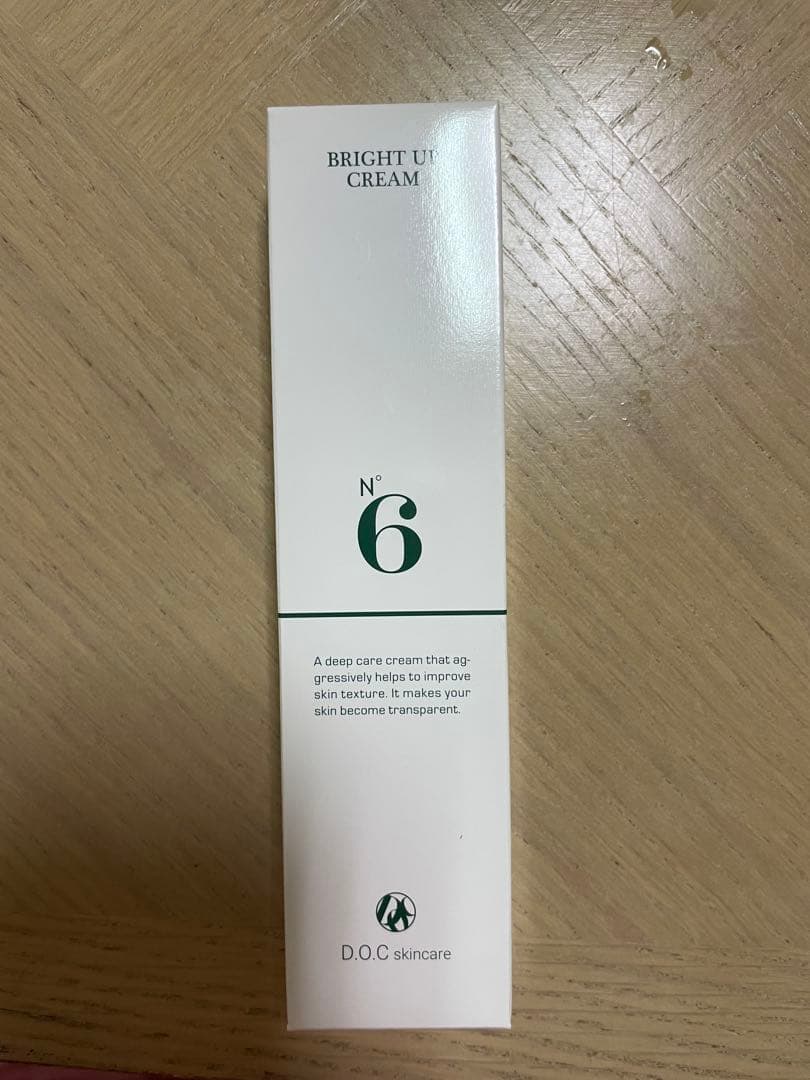 BRIGHT UP
CREAM
N°
6
A deep care cream that ag-
gressively helps to improve
skin texture. It makes your
skin become transparent.
D.O.C skincare